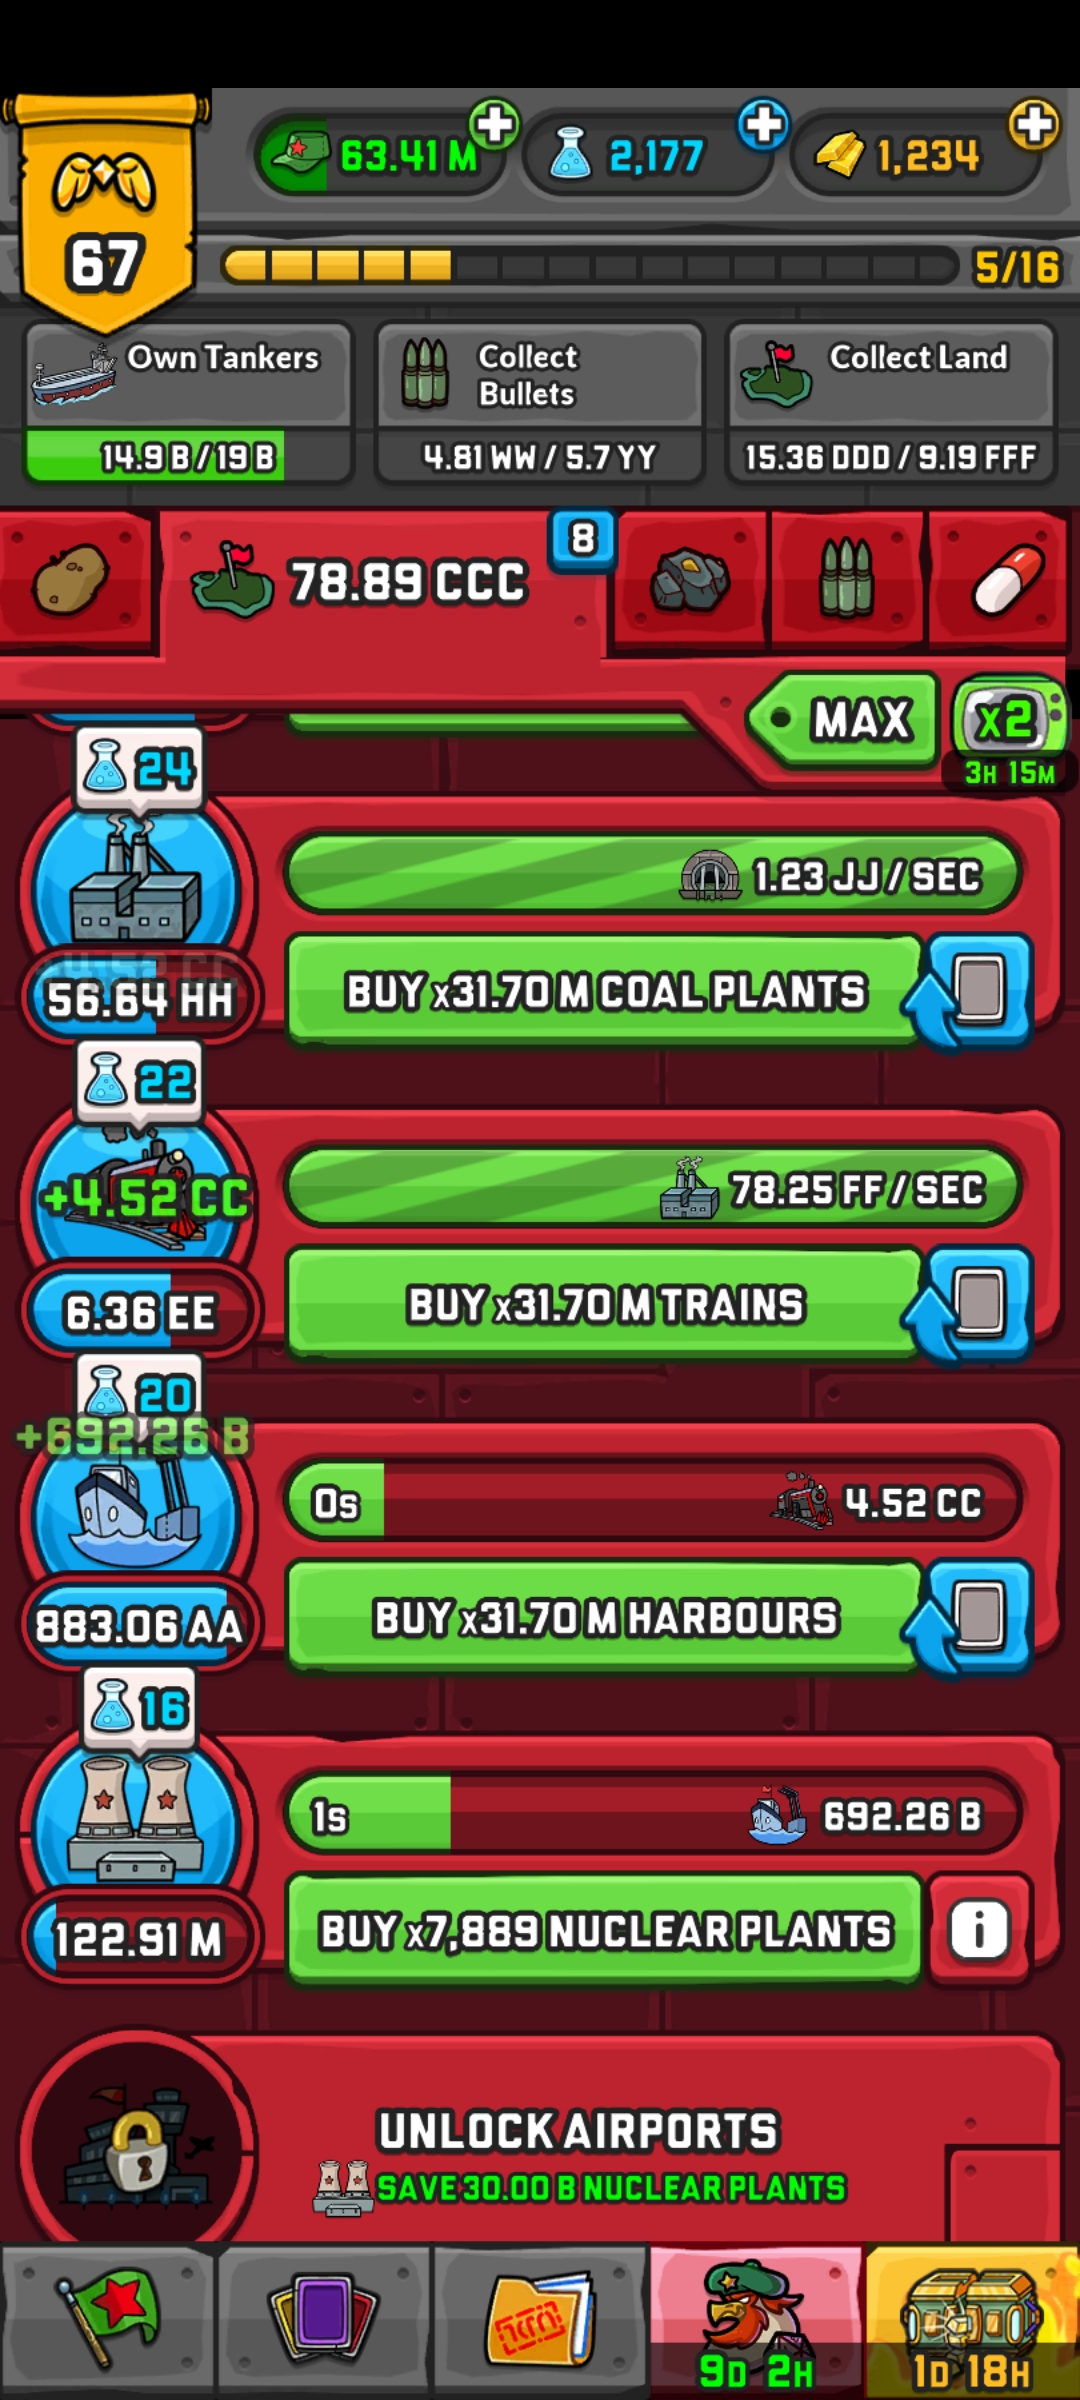 67
63.41 M
2,177
1,234
5/16
Own Tankers
14.9 B / 19 B
Collect
Bullets
4.81 WW / 5.7 YY
Collect Land
15.36 DDD / 9.19 FFF
78.89 CCC
8
MAX
x2
3H 15M
24
1.23 JJ / SEC
+4.52 CC
56.64 HH
BUY x31.70 M COAL PLANTS
22
+4.52 CC
78.25 FF / SEC
6.36 EE
BUY x31.70 M TRAINS
20
+692.26 B
0s
4.52 CC
883.06 AA
BUY x31.70 M HARBOURS
16
1s
692.26 B
122.91 M
BUY x7,889 NUCLEAR PLANTS
i
UNLOCK AIRPORTS
SAVE 30.00 B NUCLEAR PLANTS
9D 2H
1D 18H